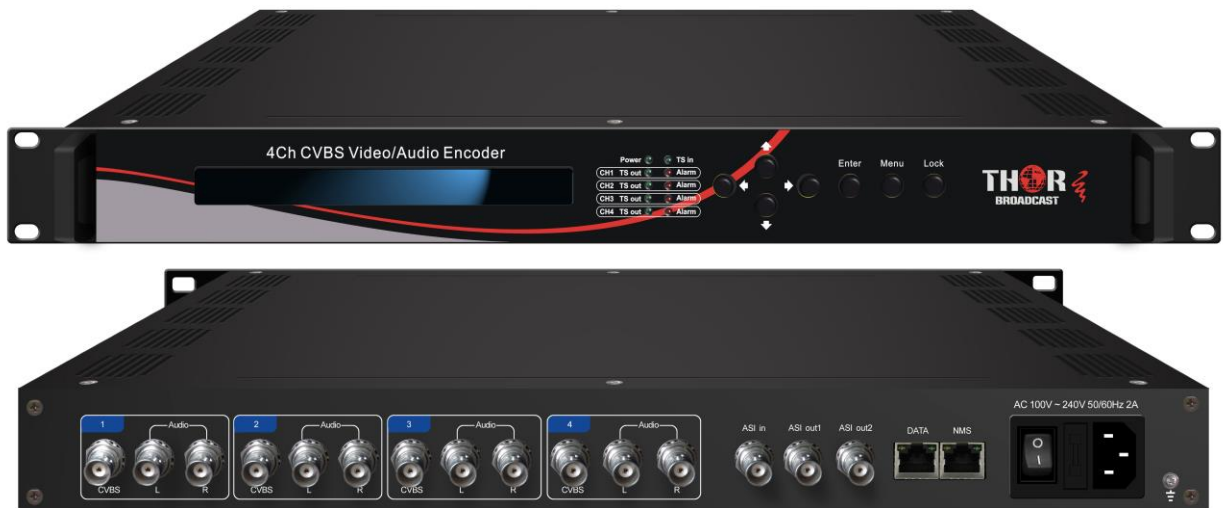 4Ch CVBS Video/Audio Encoder
Power TS in
CH1 TS out Alarm
CH2 TS out Alarm
CH3 TS out Alarm
CH4 TS out Alarm
Enter Menu Lock
THOR
BROADCAST
AC 100V ~ 240V 50/60Hz 2A
1 Audio
CVBS L R
2 Audio
CVBS L R
3 Audio
CVBS L R
4 Audio
CVBS L R
ASI in ASI out1 ASI out2 DATA NMS
O
I